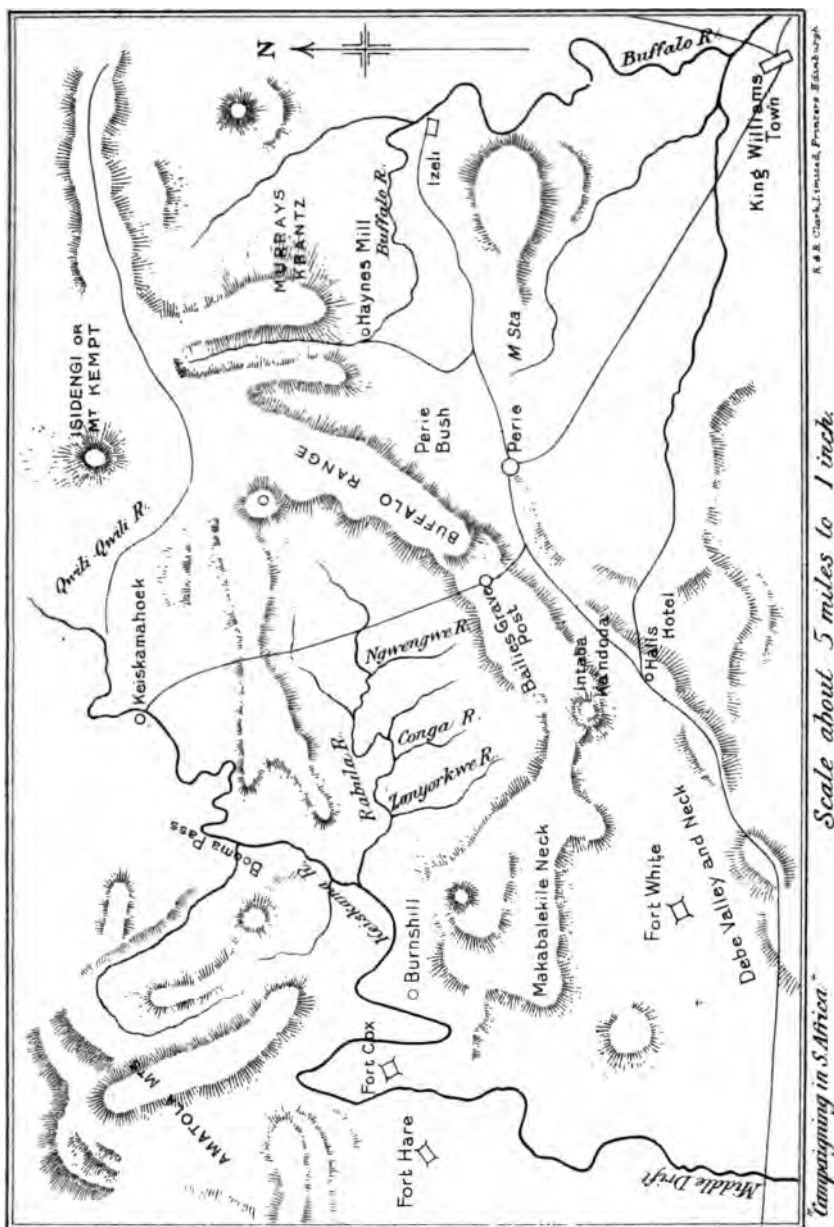 N
Buffalo R.
King Williams
Town
Izeli
MURRAYS
KRANTZ
Haynes Mill
Buffalo R.
ISIDENGI OR
MT KEMPT
M Sta
Perie
Perie
Bush
BUFFALO RANGE
Qwili Qwili R.
Keiskamahoek
Baillies Grave
Post
Ngwengwe R.
Conga R.
Rabula R.
Zanyorkwe R.
Intaba
Kandoda
Halls
Hotel
Booma Pass
Keiskama R.
Burnshill
Makabalekile Neck
Fort White
Debe Valley and Neck
AMATOLA MTS
Fort Cox
Fort Hare
Middle Drift
"Campaigning in S. Africa"
Scale about 5 miles to 1 inch.
R & R Clark, Limited, Printers Edinburgh